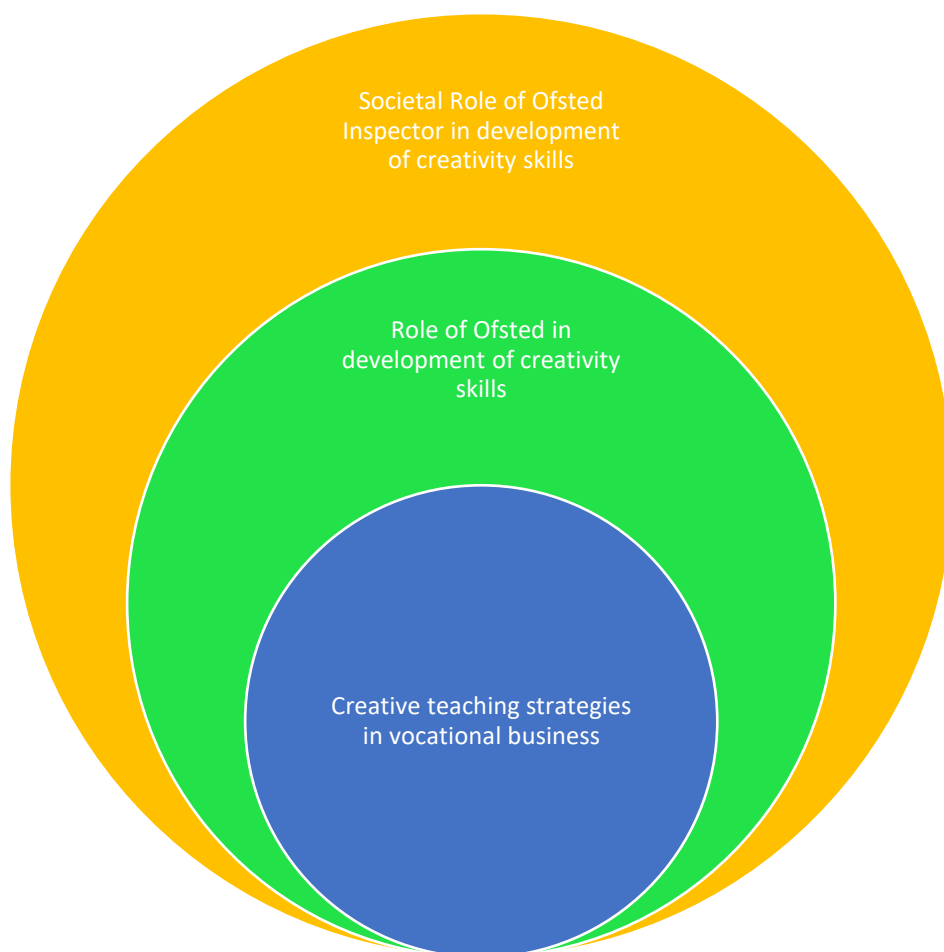 Societal Role of Ofsted
Inspector in development
of creativity skills
Role of Ofsted in
development of creativity
skills
Creative teaching strategies
in vocational business